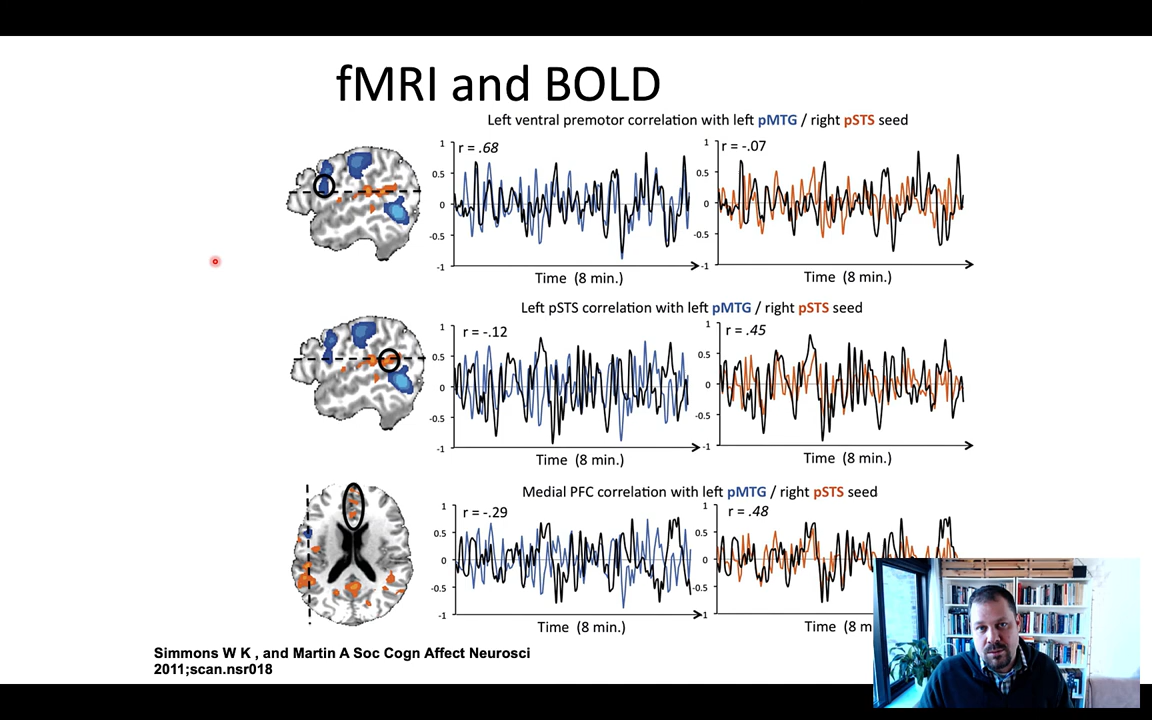 fMRI and BOLD
Left ventral premotor correlation with left pMTG / right pSTS seed
1
0.5
0
-0.5
-1
r = .68
Time (8 min.)
1
0.5
0
-0.5
-1
r = -.07
Time (8 min.)
Left pSTS correlation with left pMTG / right pSTS seed
1
0.5
0
-0.5
-1
r = -.12
Time (8 min.)
1
0.5
0
-0.5
-1
r = .45
Time (8 min.)
Medial PFC correlation with left pMTG / right pSTS seed
1
0.5
0
-0.5
-1
r = -.29
Time (8 min.)
1
0.5
0
-0.5
-1
r = .48
Time (8 m
Simmons W K , and Martin A Soc Cogn Affect Neurosci
2011;scan.nsr018